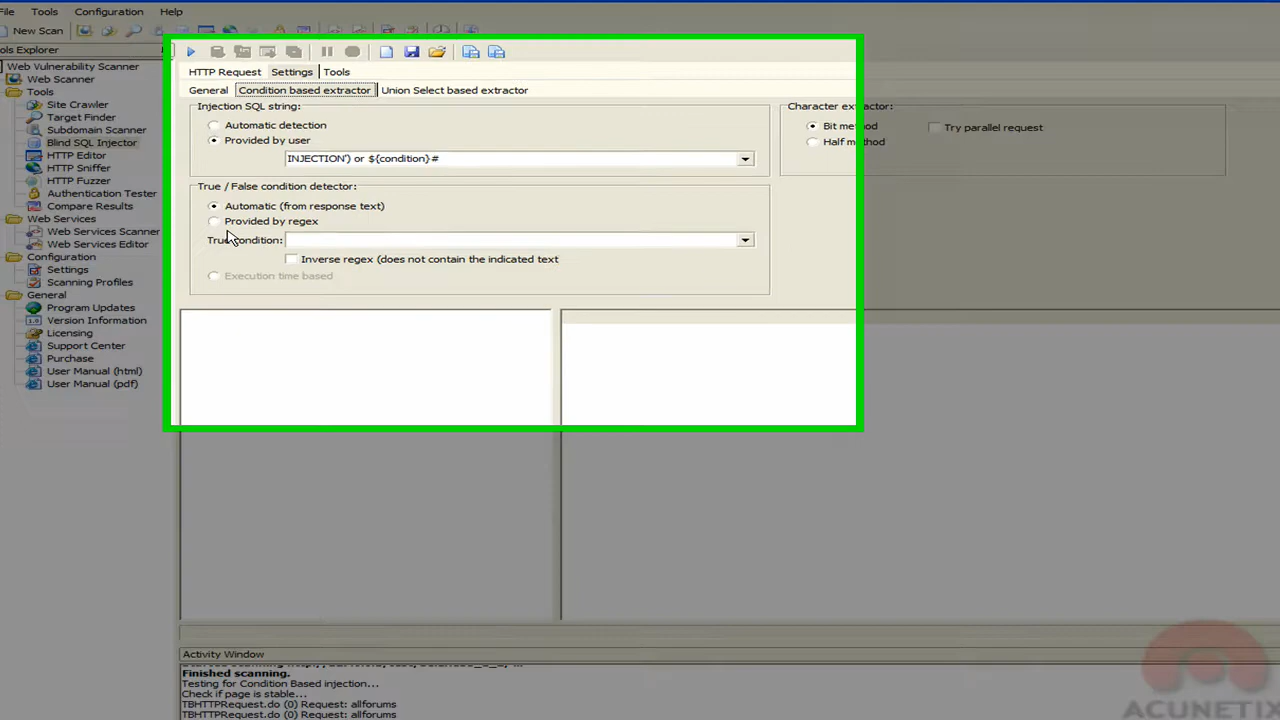 File Tools Configuration Help
New Scan
ools Explorer
Web Vulnerability Scanner
Web Scanner
Tools
Site Crawler
Target Finder
Subdomain Scanner
Blind SQL Injector
HTTP Editor
HTTP Sniffer
HTTP Fuzzer
Authentication Tester
Compare Results
Web Services
Web Services Scanner
Web Services Editor
Configuration
Settings
Scanning Profiles
General
Program Updates
1.0 Version Information
Licensing
Support Center
Purchase
User Manual (html)
User Manual (pdf)
HTTP Request Settings Tools
General Condition based extractor Union Select based extractor
Injection SQL string:
Automatic detection
Provided by user
INJECTION') or ${condition}#
True / False condition detector:
Automatic (from response text)
Provided by regex
True condition:
Inverse regex (does not contain the indicated text
Execution time based
Character extractor:
Bit method Try parallel request
Half method
Activity Window
Finished scanning.
Testing for Condition Based injection...
Check if page is stable...
TBHTTPRequest.do (0) Request: allforums
TBHTTPRequest.do (0) Request: allforums
ACUNETIX